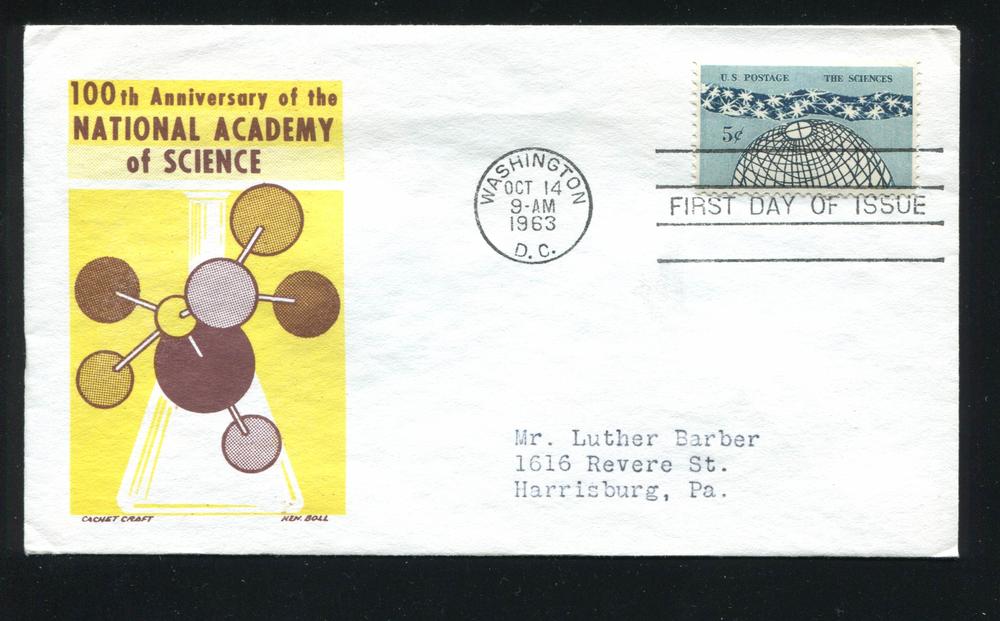 100th Anniversary of the
NATIONAL ACADEMY
of SCIENCE
CACHET CRAFT
KEN. BOLL
WASHINGTON
OCT 14
9-AM
1963
D.C.
U.S. POSTAGE THE SCIENCES
5¢
FIRST DAY OF ISSUE
Mr. Luther Barber
1616 Revere St.
Harrisburg, Pa.